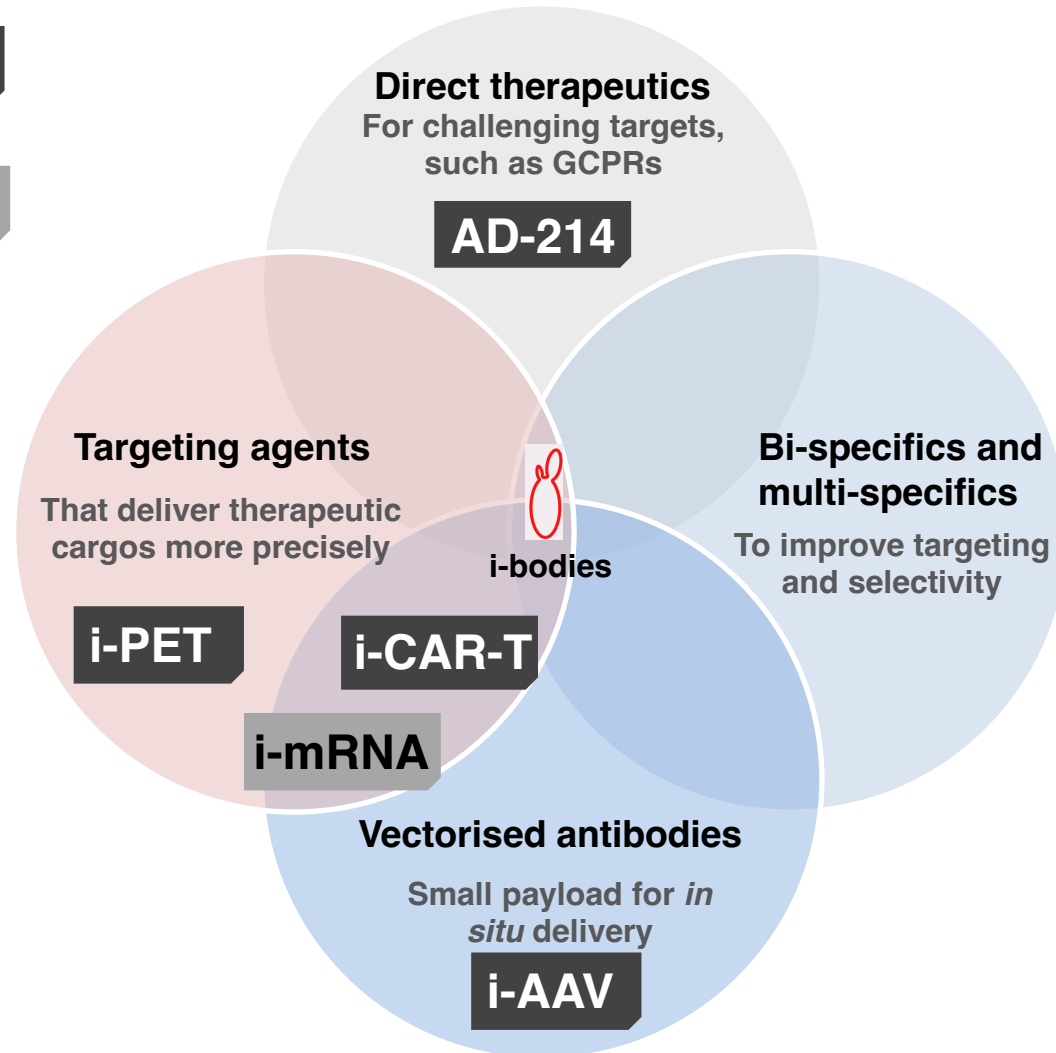 Direct therapeutics
For challenging targets,
such as GCPRs
AD-214
Targeting agents
That deliver therapeutic
cargos more precisely
Bi-specifics and
multi-specifics
To improve targeting
and selectivity
i-bodies
i-PET
i-CAR-T
i-mRNA
Vectorised antibodies
Small payload for in
situ delivery
i-AAV